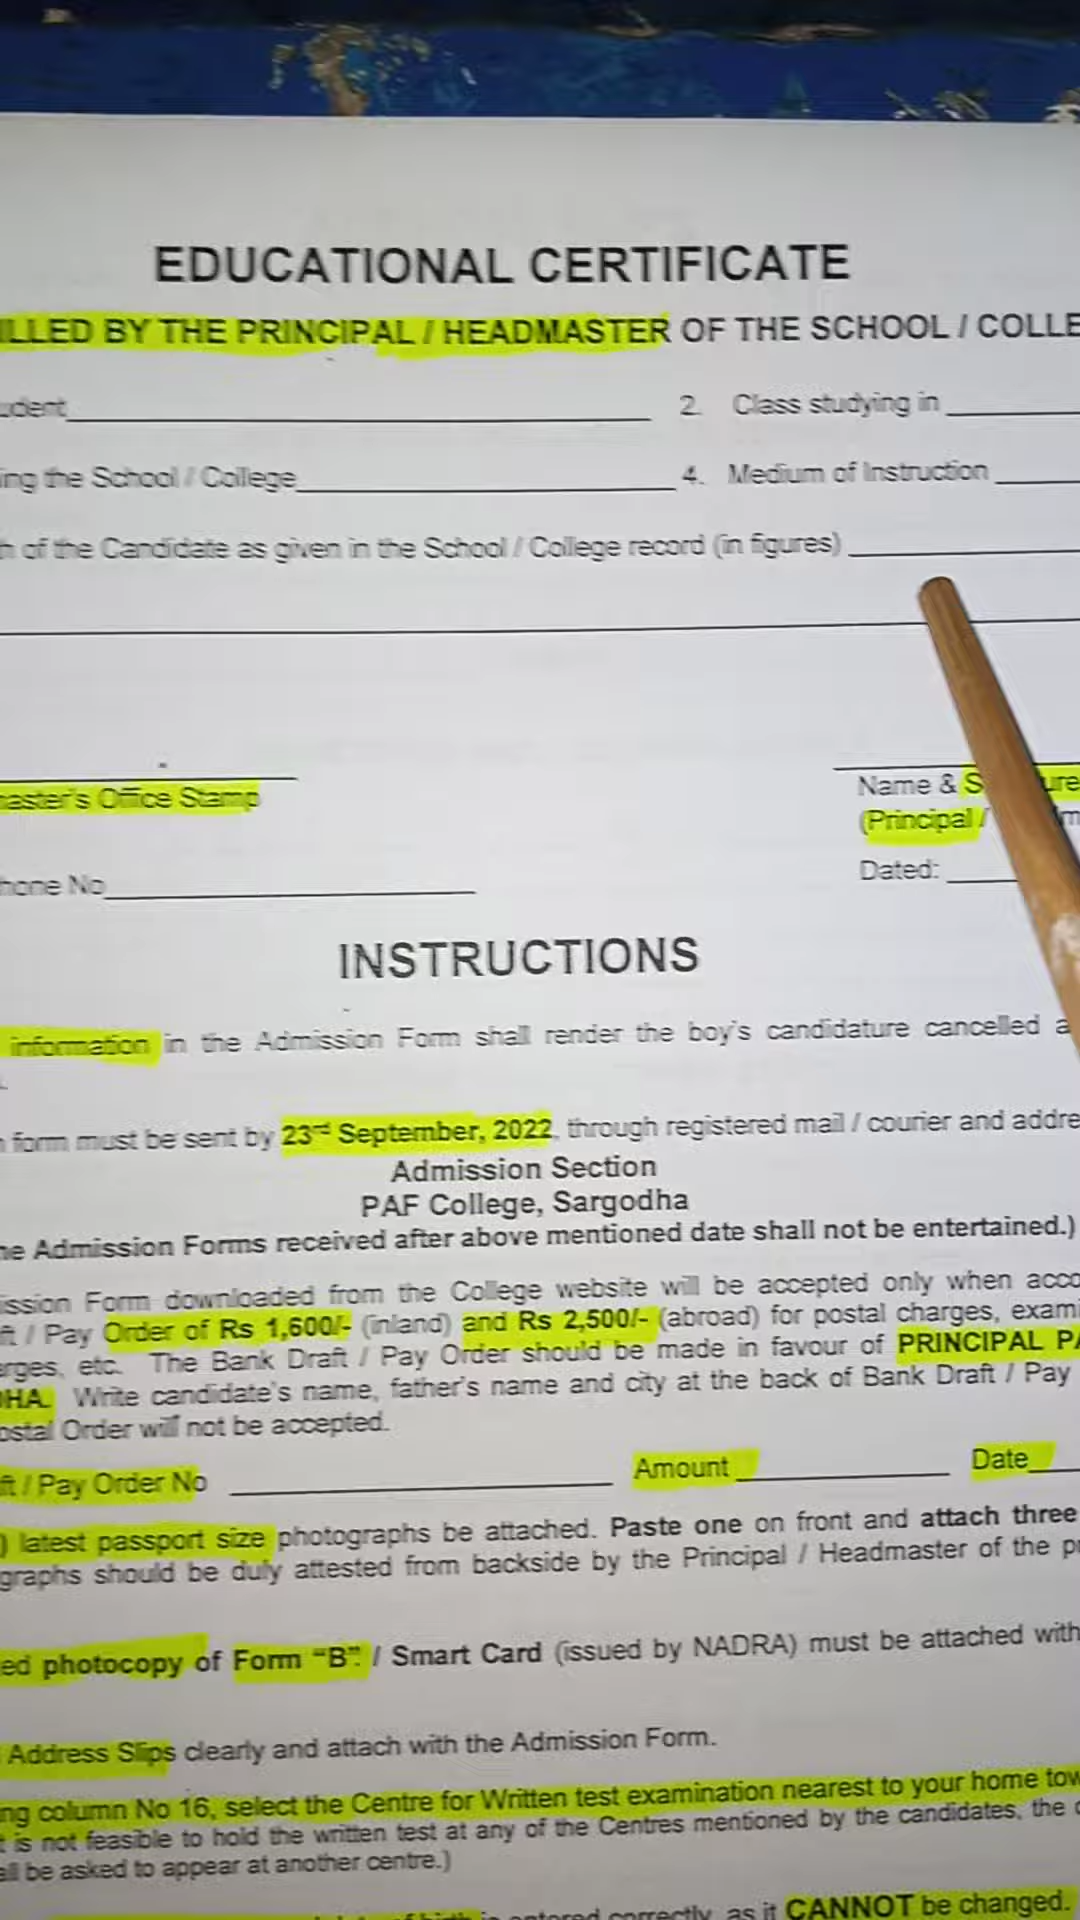 EDUCATIONAL CERTIFICATE
ILLED BY THE PRINCIPAL / HEADMASTER OF THE SCHOOL / COLLE
udent 2. Class studying in
ing the School / College 4. Medium of Instruction
h of the Candidate as given in the School / College record (in figures)
aster's Office Stamp
Name & S ure
(Principal /
hone No Dated:
INSTRUCTIONS
information in the Admission Form shall render the boy's candidature cancelled a
form must be sent by 23rd September, 2022, through registered mail / courier and addre
Admission Section
PAF College, Sargodha
he Admission Forms received after above mentioned date shall not be entertained.)
ission Form downloaded from the College website will be accepted only when acco
ft / Pay Order of Rs 1,600/- (inland) and Rs 2,500/- (abroad) for postal charges, exami
arges, etc. The Bank Draft / Pay Order should be made in favour of PRINCIPAL PA
DHA. Write candidate's name, father's name and city at the back of Bank Draft / Pay
ostal Order will not be accepted.
ft / Pay Order No Amount Date
) latest passport size photographs be attached. Paste one on front and attach three
graphs should be duly attested from backside by the Principal / Headmaster of the pr
ed photocopy of Form "B". / Smart Card (issued by NADRA) must be attached with
Address Slips clearly and attach with the Admission Form.
ng column No 16, select the Centre for Written test examination nearest to your home tow
t is not feasible to hold the written test at any of the Centres mentioned by the candidates, the c
all be asked to appear at another centre.)
entered correctly, as it CANNOT be changed.